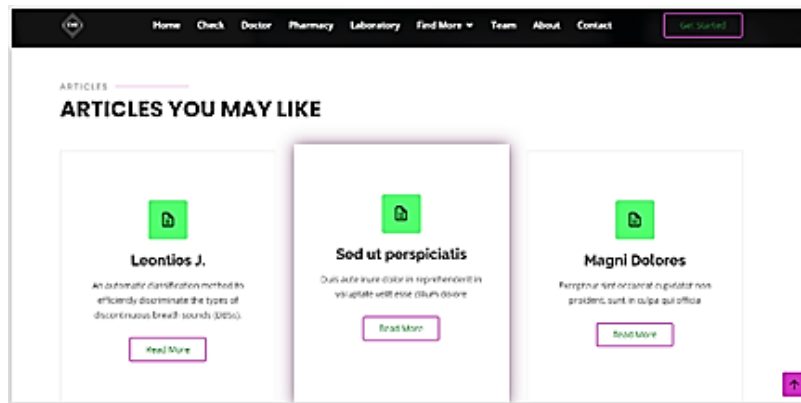 Home Check Doctor Pharmacy Laboratory Find More Team About Contact Get Started
ARTICLES
ARTICLES YOU MAY LIKE
Leontios J.
An automatic classification method to
efficiently discriminate the types of
discontinuous breath sounds (DBSs).
Read More
Sed ut perspiciatis
Duis aute irure dolor in reprehenderit in
voluptate velit esse cillum dolore
Read More
Magni Dolores
Excepteur sint occaecat cupidatat non
proident, sunt in culpa qui officia
Read More